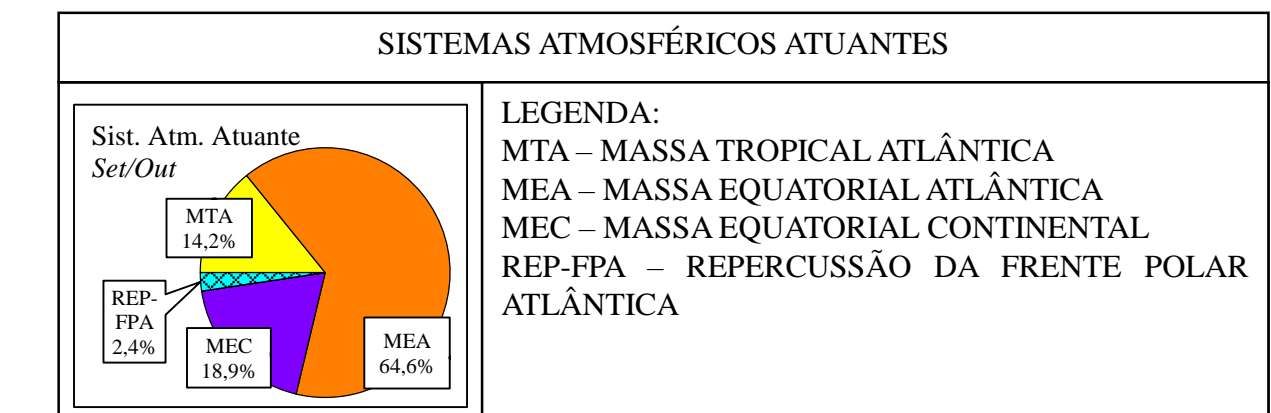 SISTEMAS ATMOSFÉRICOS ATUANTES
Sist. Atm. Atuante
Set/Out
MTA
14,2%
REP-
FPA
2,4%
MEC
18,9%
MEA
64,6%
LEGENDA:
MTA – MASSA TROPICAL ATLÂNTICA
MEA – MASSA EQUATORIAL ATLÂNTICA
MEC – MASSA EQUATORIAL CONTINENTAL
REP-FPA – REPERCUSSÃO DA FRENTE POLAR
ATLÂNTICA